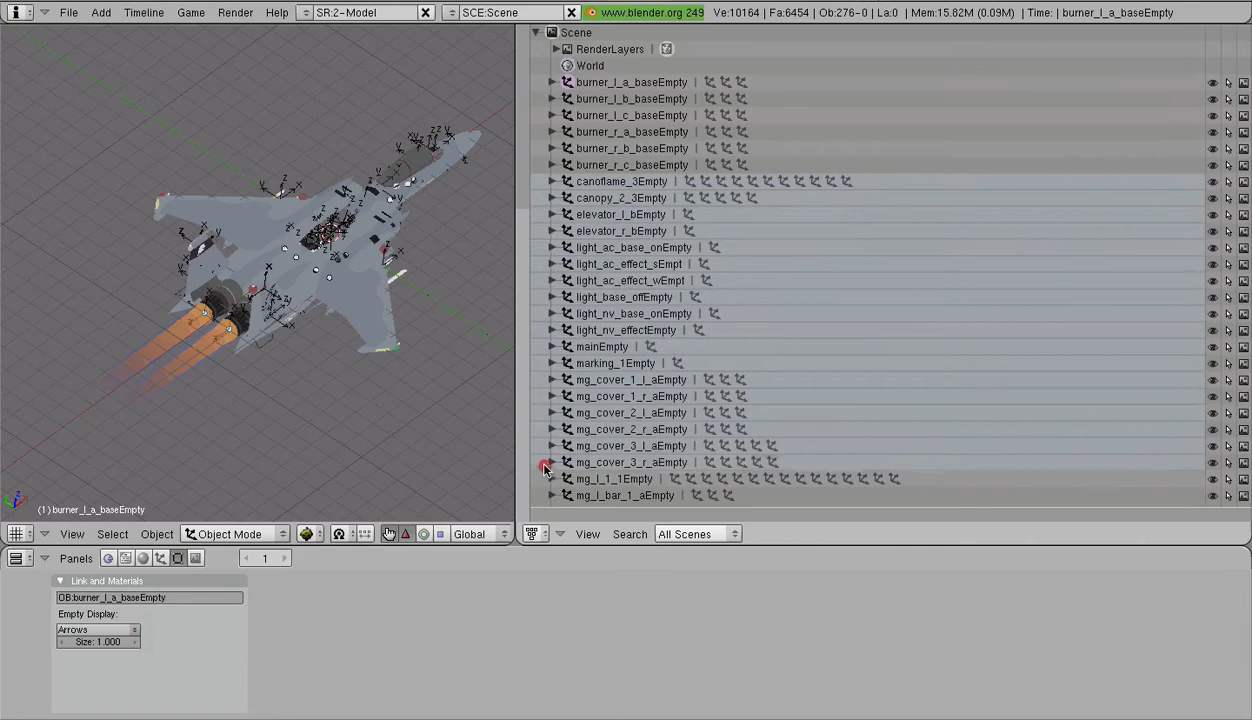 File Add Timeline Game Render Help SR:2-Model SCE:Scene www.blender.org 249 Ve:10164 | Fa:6454 | Ob:276-0 | La:0 | Mem:15.82M (0.09M) | Time: | burner_l_a_baseEmpty
Scene
RenderLayers |
World
burner_l_a_baseEmpty |
burner_l_b_baseEmpty |
burner_l_c_baseEmpty |
burner_r_a_baseEmpty |
burner_r_b_baseEmpty |
burner_r_c_baseEmpty |
canoflame_3Empty |
canopy_2_3Empty |
elevator_l_bEmpty |
elevator_r_bEmpty |
light_ac_base_onEmpty |
light_ac_effect_sEmpt |
light_ac_effect_wEmpt |
light_base_offEmpty |
light_nv_base_onEmpty |
light_nv_effectEmpty |
mainEmpty |
marking_1Empty |
mg_cover_1_l_aEmpty |
mg_cover_1_r_aEmpty |
mg_cover_2_l_aEmpty |
mg_cover_2_r_aEmpty |
mg_cover_3_l_aEmpty |
mg_cover_3_r_aEmpty |
mg_l_1_1Empty |
mg_l_bar_1_aEmpty |
(1) burner_l_a_baseEmpty
View Select Object Object Mode Global
View Search All Scenes
Panels 1
Link and Materials
OB:burner_l_a_baseEmpty
Empty Display:
Arrows
Size: 1.000